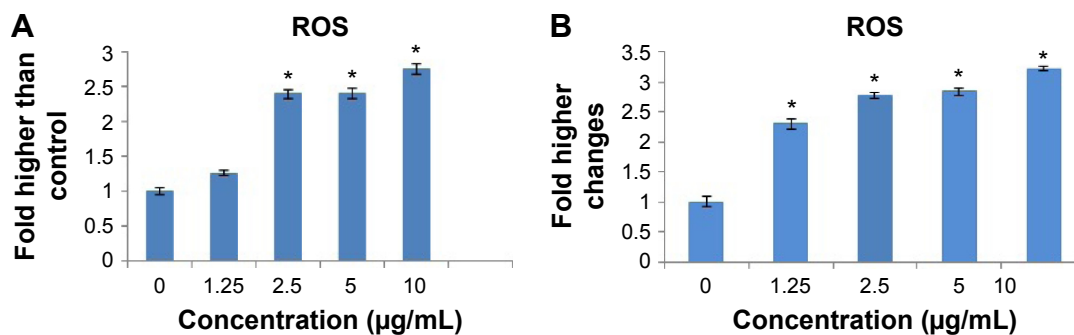 A
ROS
Fold higher than
control
3
2.5
2
1.5
1
0.5
0
* * *
0 1.25 2.5 5 10
Concentration (µg/mL)
B
ROS
Fold higher
changes
3.5
3
2.5
2
1.5
1
0.5
0
* * * *
0 1.25 2.5 5 10
Concentration (µg/mL)